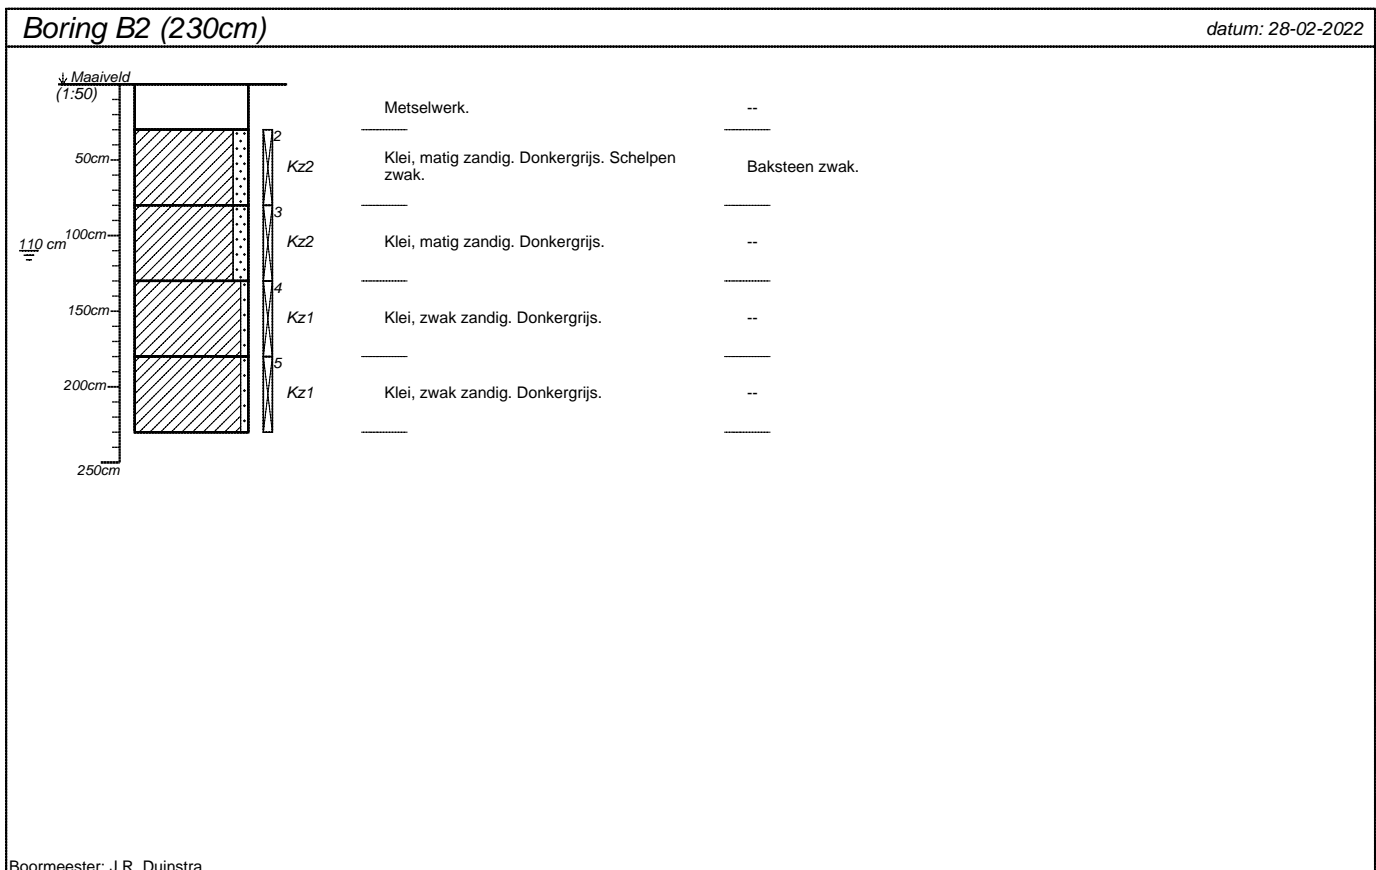 Boring B2 (230cm)
datum: 28-02-2022
Maaiveld
(1:50)
Metselwerk.
--
2
50cm
Kz2
Klei, matig zandig. Donkergrijs. Schelpen
zwak.
Baksteen zwak.
3
100cm
110 cm
Kz2
Klei, matig zandig. Donkergrijs.
--
4
150cm
Kz1
Klei, zwak zandig. Donkergrijs.
--
5
200cm
Kz1
Klei, zwak zandig. Donkergrijs.
--
250cm
Boormeester: J.R. Duinstra